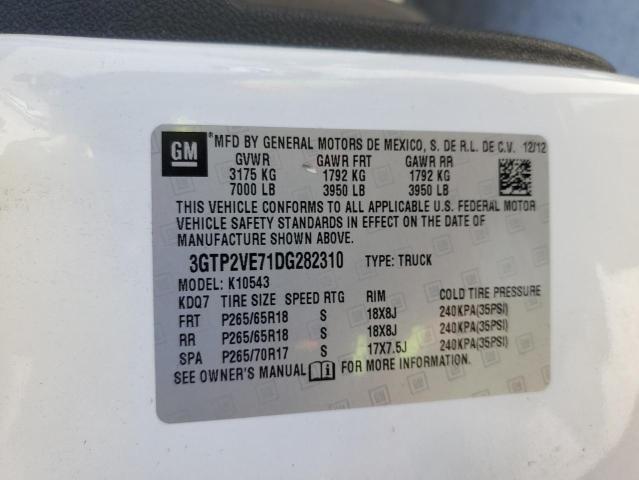 GM
®MFD BY GENERAL MOTORS DE MEXICO, S. DE R.L. DE C.V. 12/12
GVWR GAWR FRT GAWR RR
3175 KG 1792 KG 1792 KG
7000 LB 3950 LB 3950 LB
THIS VEHICLE CONFORMS TO ALL APPLICABLE U.S. FEDERAL MOTOR
VEHICLE SAFETY STANDARDS IN EFFECT ON THE DATE OF
MANUFACTURE SHOWN ABOVE.
3GTP2VE71DG282310 TYPE: TRUCK
MODEL: K10543
KDQ7 TIRE SIZE SPEED RTG RIM COLD TIRE PRESSURE
FRT P265/65R18 S 18X8J 240KPA(35PSI)
RR P265/65R18 S 18X8J 240KPA(35PSI)
SPA P265/70R17 S 17X7.5J 240KPA(35PSI)
SEE OWNER'S MANUAL FOR MORE INFORMATION.